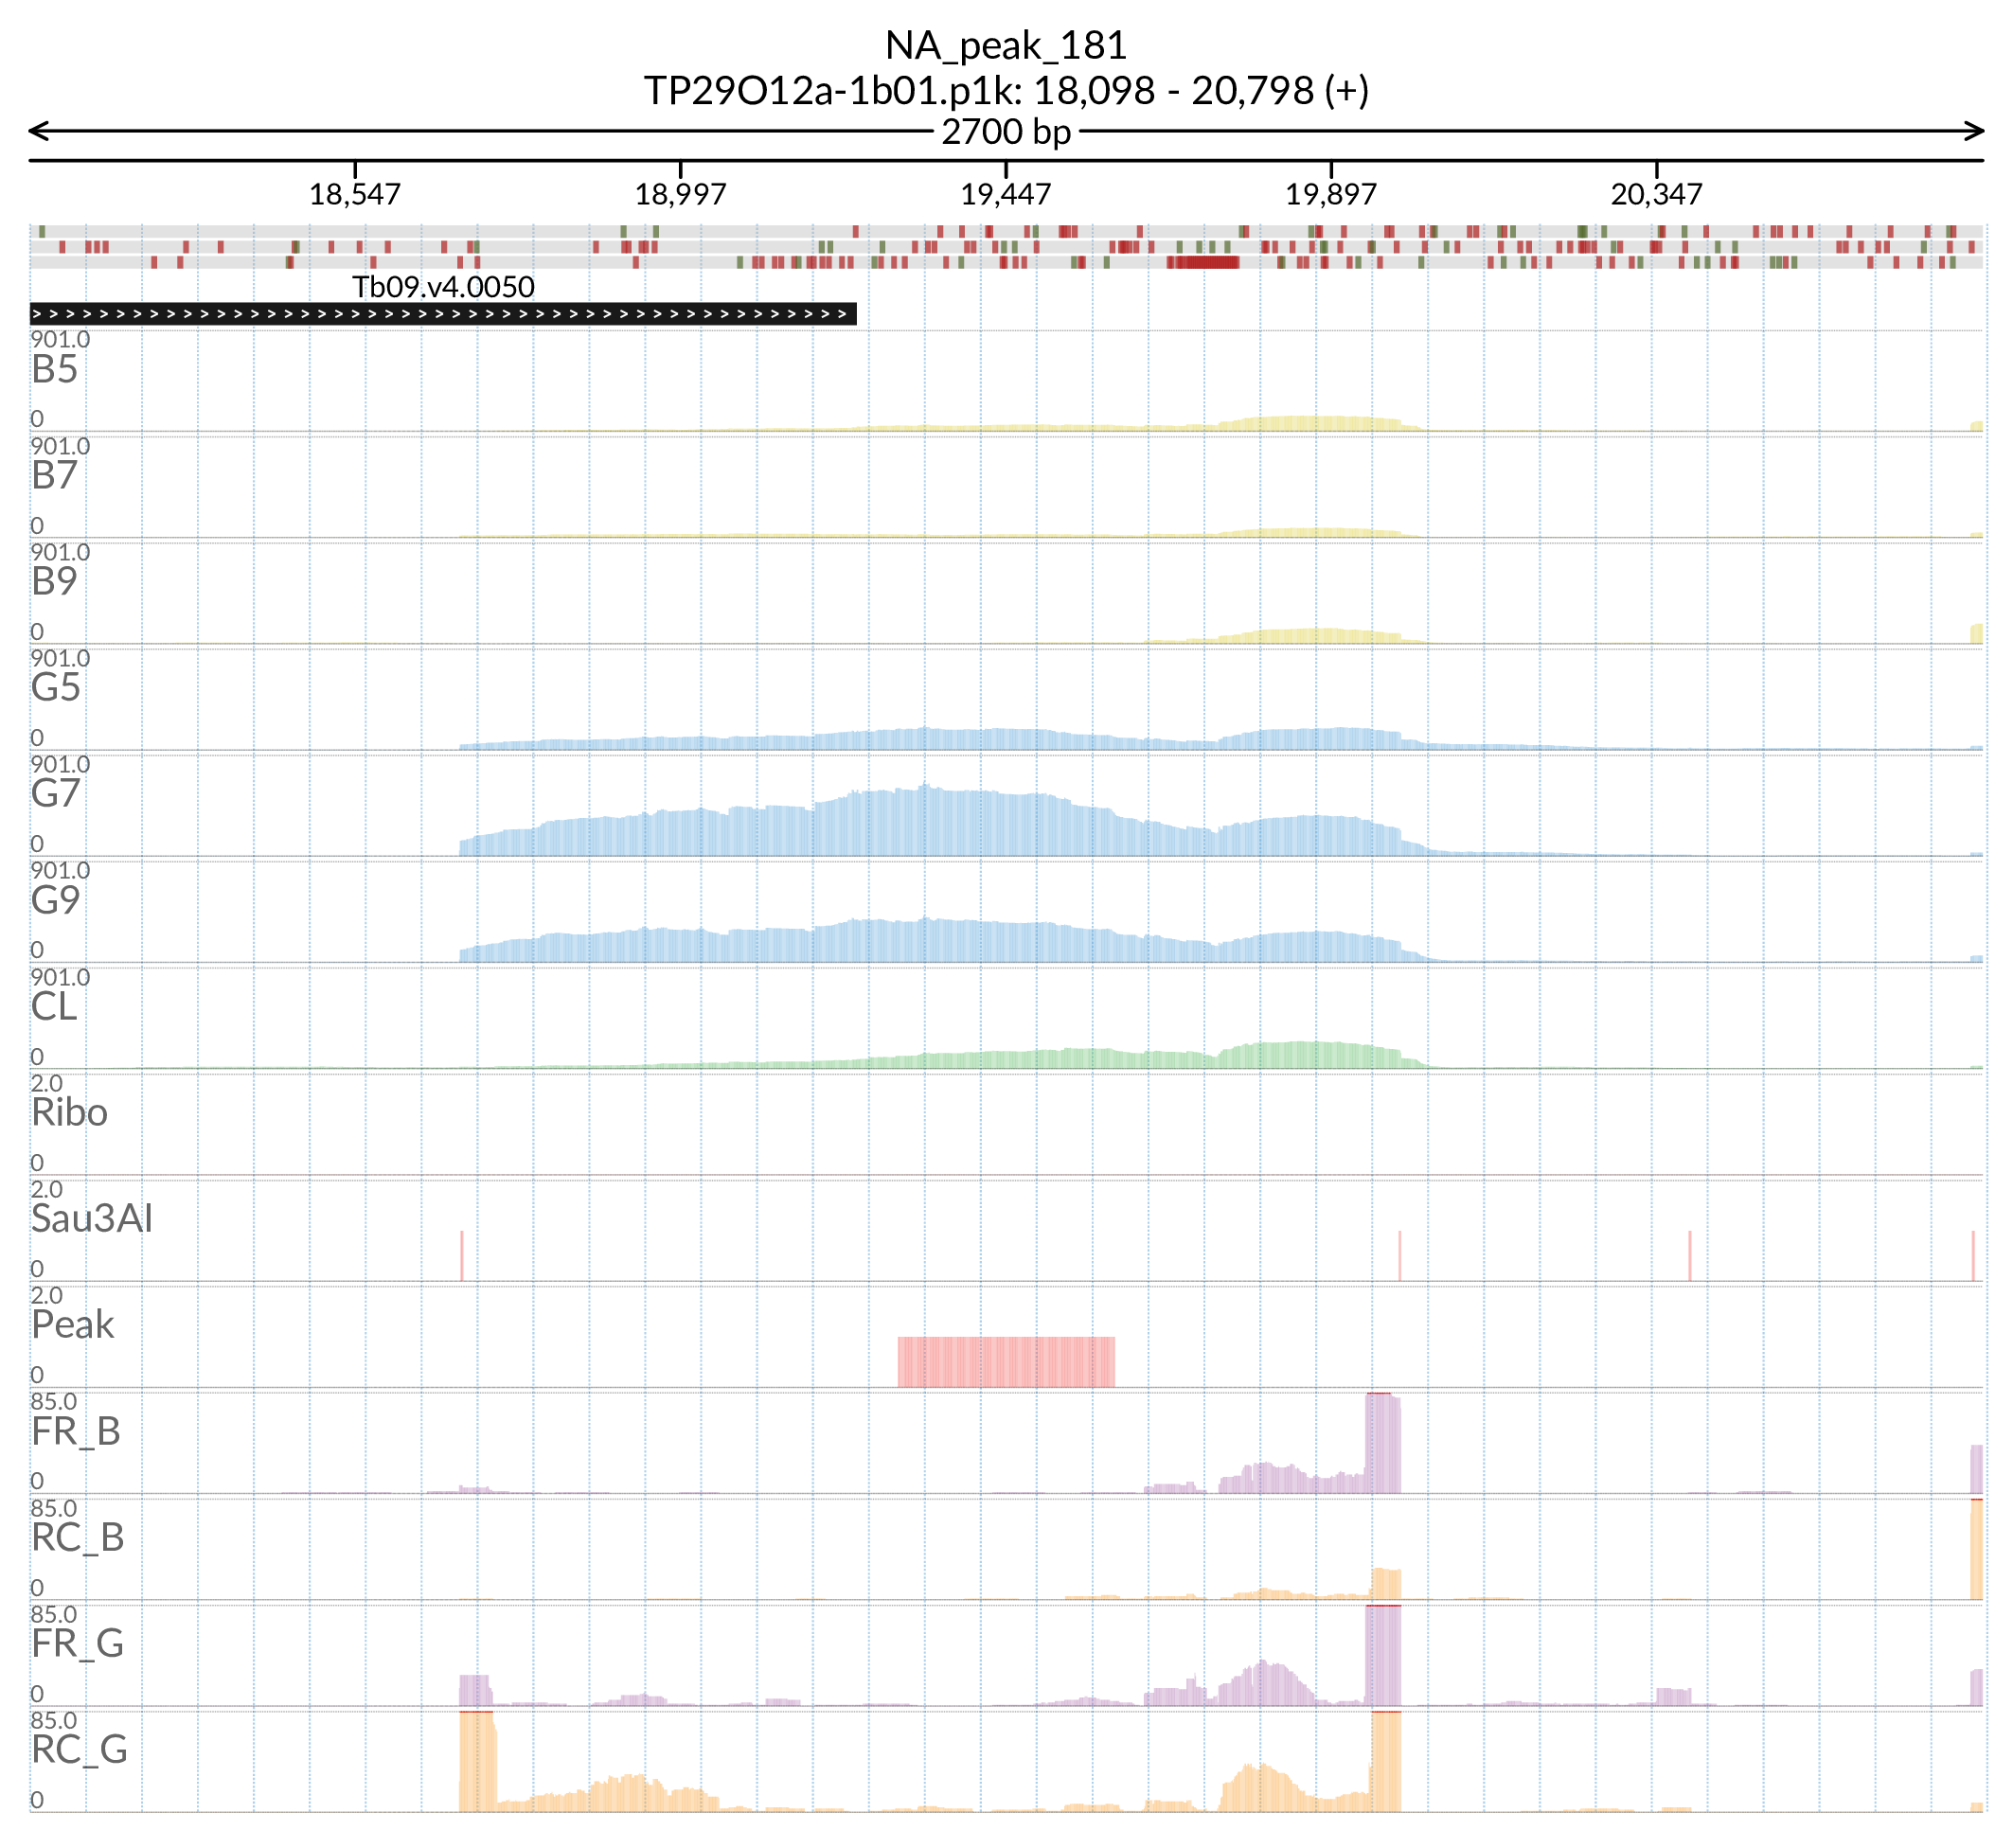 NA_peak_181
TP29O12a-1b01.p1k: 18,098 - 20,798 (+)
2700 bp
18,547 18,997 19,447 19,897 20,347
Tb09.v4.0050
901.0
B5
0
901.0
B7
0
901.0
B9
0
901.0
G5
0
901.0
G7
0
901.0
G9
0
901.0
CL
0
2.0
Ribo
0
2.0
Sau3AI
0
2.0
Peak
0
85.0
FR_B
0
85.0
RC_B
0
85.0
FR_G
0
85.0
RC_G
0